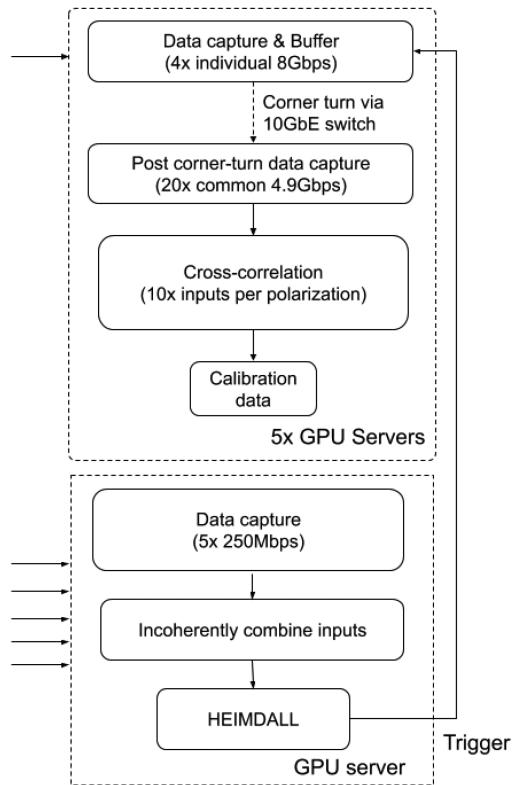 Data capture & Buffer
(4x individual 8Gbps)
Corner turn via
10GbE switch
Post corner-turn data capture
(20x common 4.9Gbps)
Cross-correlation
(10x inputs per polarization)
Calibration
data
5x GPU Servers
Data capture
(5x 250Mbps)
Incoherently combine inputs
HEIMDALL
Trigger
GPU server